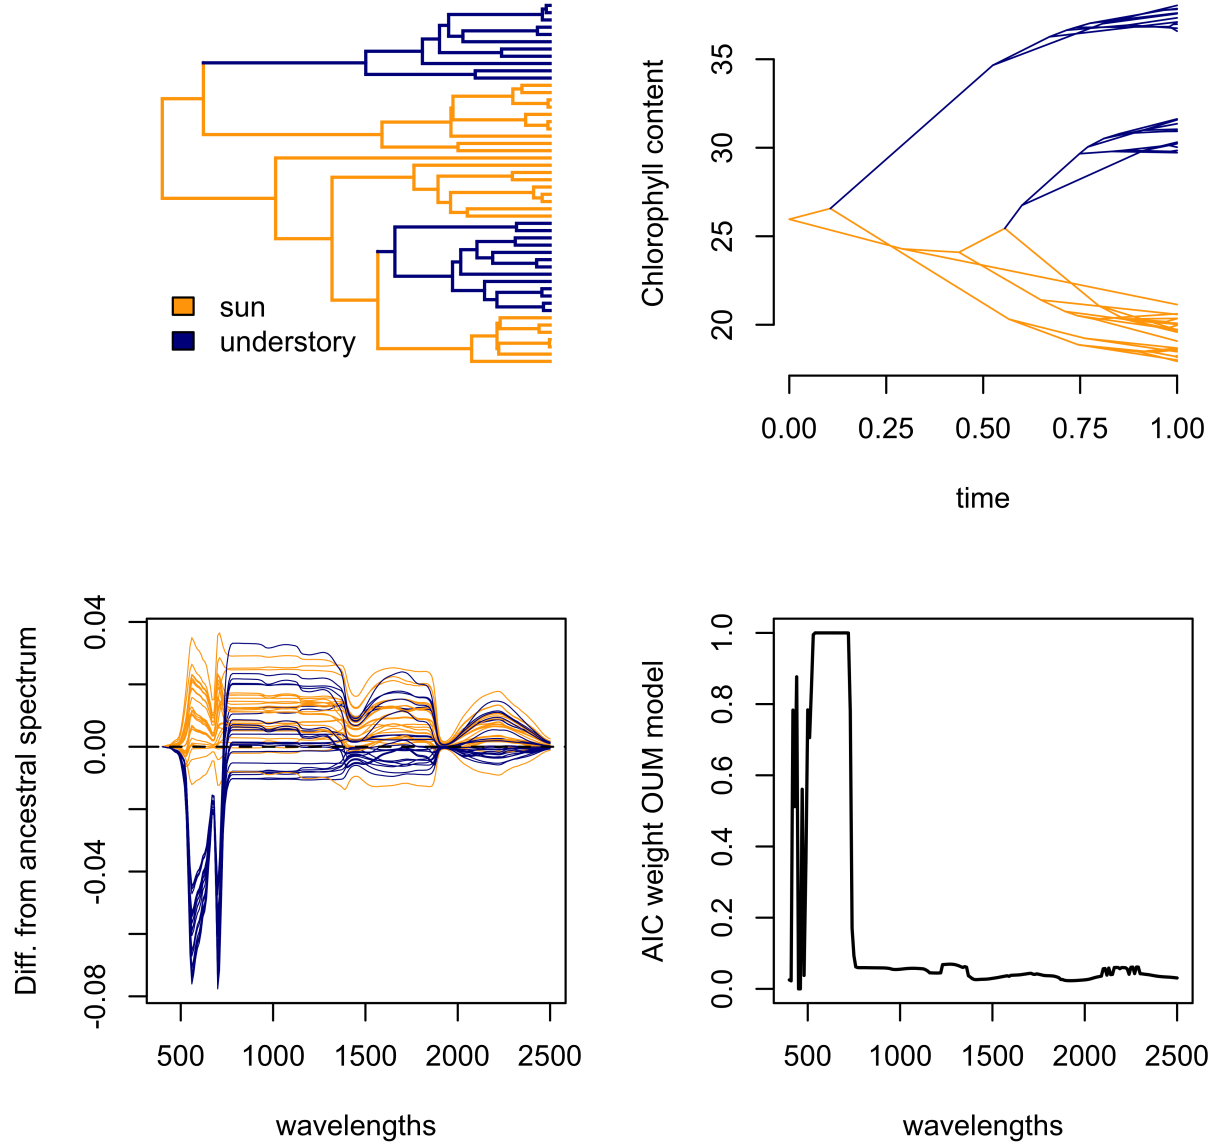 sun
understory
Chlorophyll content
35
30
25
20
0.00 0.25 0.50 0.75 1.00
time
Diff. from ancestral spectrum
0.04
0.00
-0.04
-0.08
500 1000 1500 2000 2500
wavelengths
AIC weight OUM model
1.0
0.8
0.6
0.4
0.2
0.0
500 1000 1500 2000 2500
wavelengths